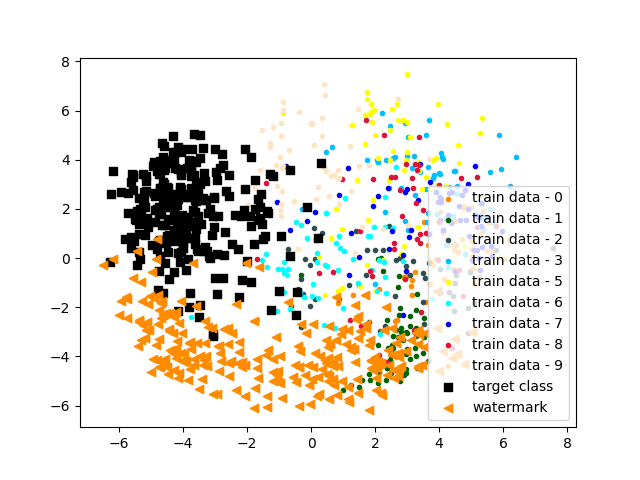 8
6
4
2
0
−2
−4
−6
−6 −4 −2 0 2 4 6 8
train data - 0
train data - 1
train data - 2
train data - 3
train data - 5
train data - 6
train data - 7
train data - 8
train data - 9
target class
watermark